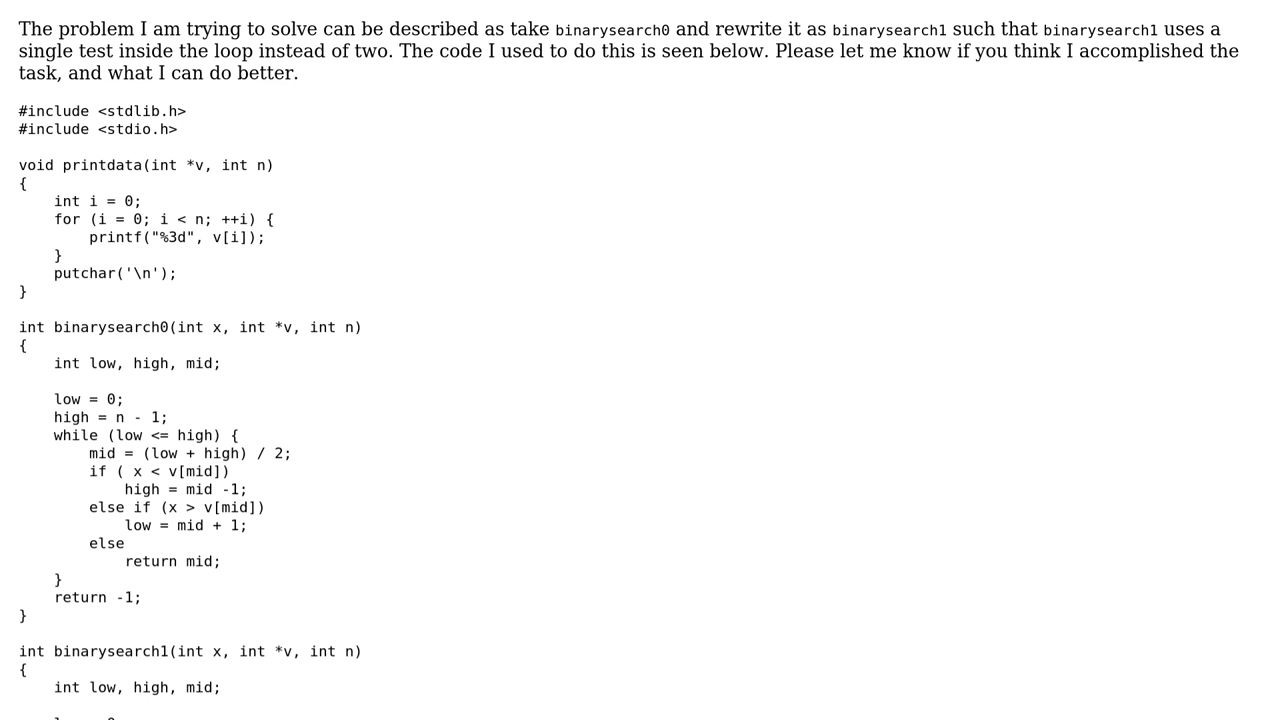 The problem I am trying to solve can be described as take binarysearch0 and rewrite it as binarysearch1 such that binarysearch1 uses a
single test inside the loop instead of two. The code I used to do this is seen below. Please let me know if you think I accomplished the
task, and what I can do better.
#include <stdlib.h>
#include <stdio.h>
void printdata(int *v, int n)
{
    int i = 0;
    for (i = 0; i < n; ++i) {
        printf("%3d", v[i]);
    }
    putchar('\n');
}
int binarysearch0(int x, int *v, int n)
{
    int low, high, mid;
    low = 0;
    high = n - 1;
    while (low <= high) {
        mid = (low + high) / 2;
        if ( x < v[mid])
            high = mid -1;
        else if (x > v[mid])
            low = mid + 1;
        else
            return mid;
    }
    return -1;
}
int binarysearch1(int x, int *v, int n)
{
    int low, high, mid;